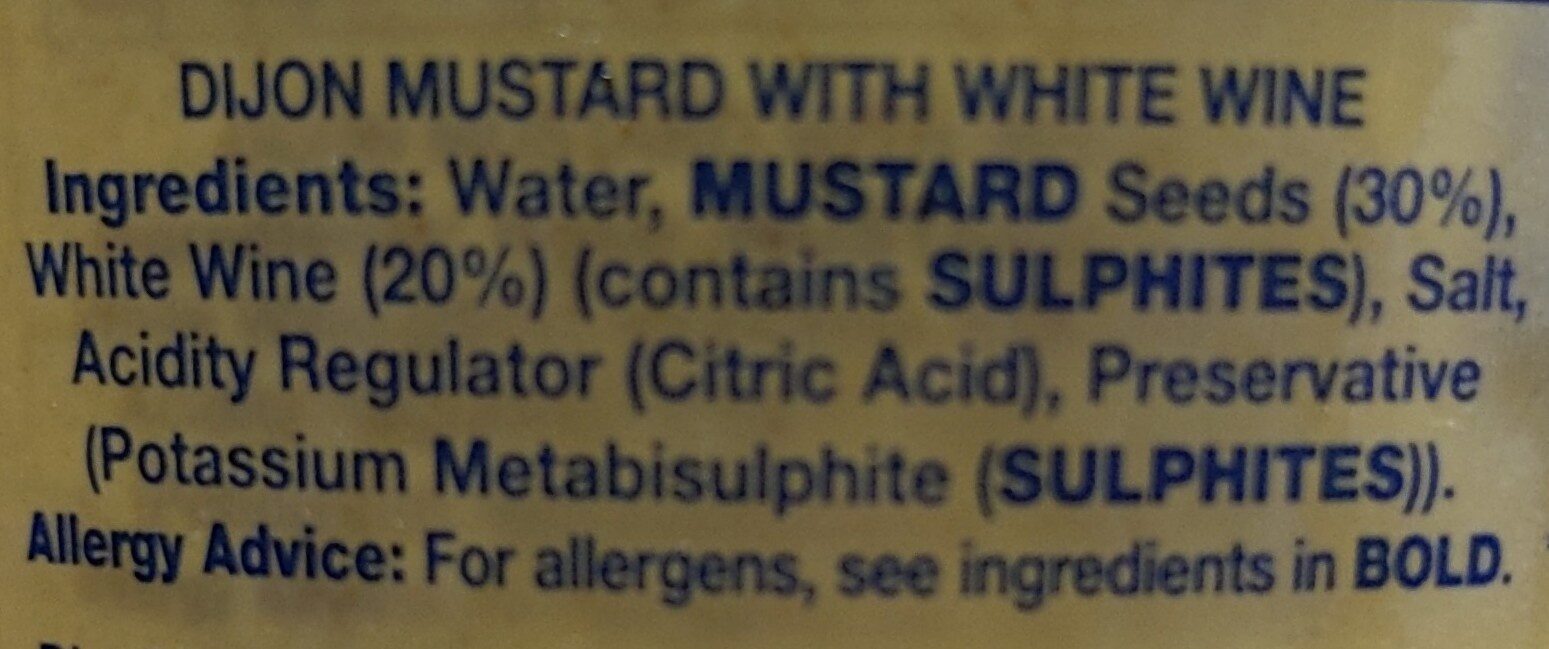 DIJON MUSTARD WITH WHITE WINE
Ingredients: Water, MUSTARD Seeds (30%),
White Wine (20%) (contains SULPHITES), Salt,
Acidity Regulator (Citric Acid), Preservative
(Potassium Metabisulphite (SULPHITES)).
Allergy Advice: For allergens, see ingredients in BOLD.